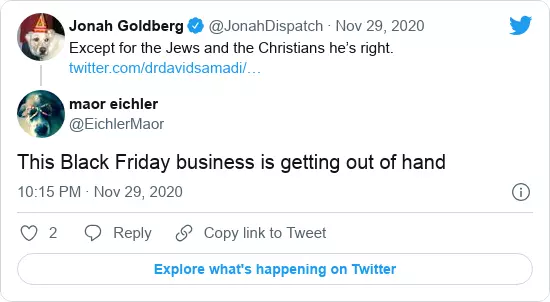 Jonah Goldberg @JonahDispatch · Nov 29, 2020
Except for the Jews and the Christians he’s right.
twitter.com/drdavidsamadi/…
maor eichler
@EichlerMaor
This Black Friday business is getting out of hand
10:15 PM · Nov 29, 2020
2 Reply Copy link to Tweet
Explore what's happening on Twitter